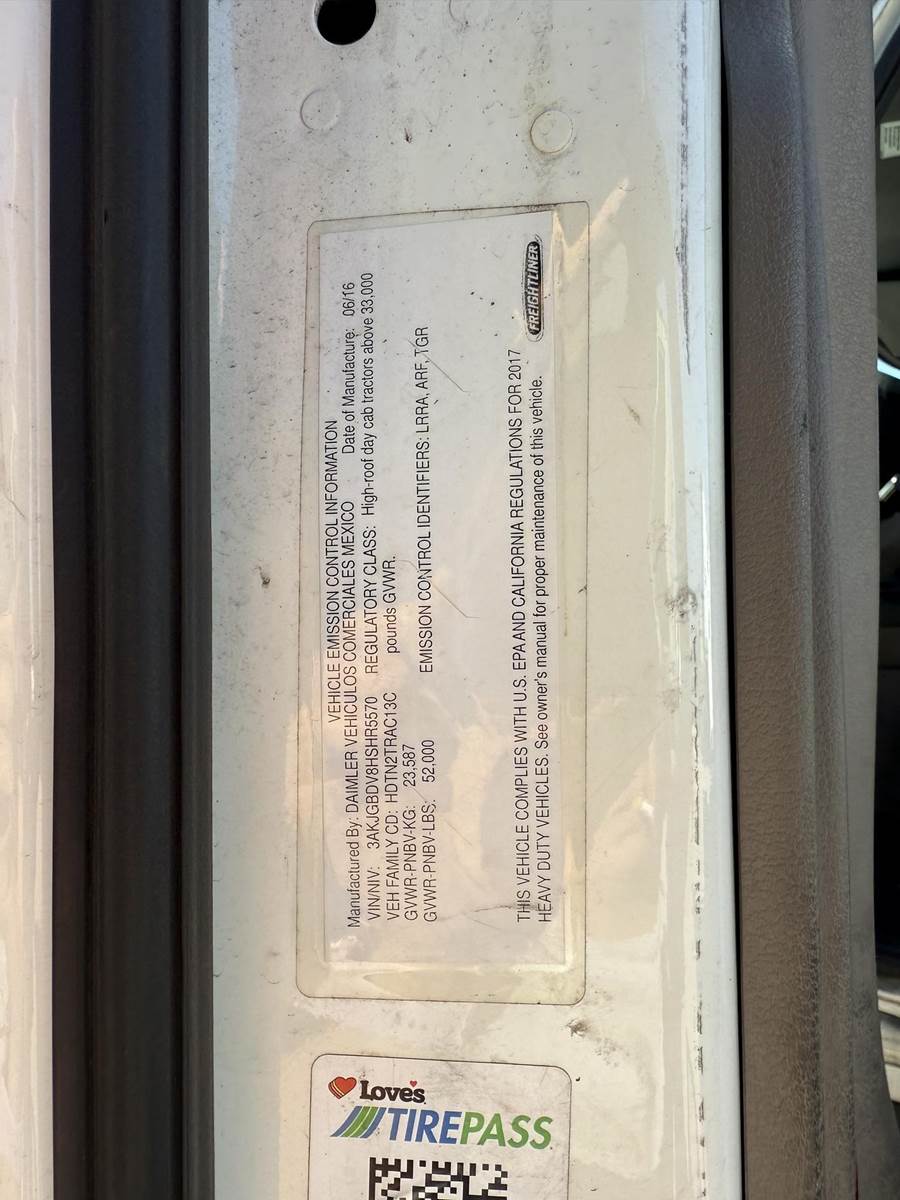 VEHICLE EMISSION CONTROL INFORMATION
Manufactured By: DAIMLER VEHICULOS COMERCIALES MEXICO Date of Manufacture: 06/16
VIN/NIV: 3AKJGBDV8HSHR5570 REGULATORY CLASS: High-roof day cab tractors above 33,000
VEH FAMILY CD: HDTN2TRAC13C pounds GVWR.
GVWR-PNBV-KG: 23,587
GVWR-PNBV-LBS: 52,000 EMISSION CONTROL IDENTIFIERS: LRRA, ARF, TGR
THIS VEHICLE COMPLIES WITH U.S. EPA AND CALIFORNIA REGULATIONS FOR 2017
HEAVY DUTY VEHICLES. See owner's manual for proper maintenance of this vehicle.
FREIGHTLINER
Love's
TIREPASS